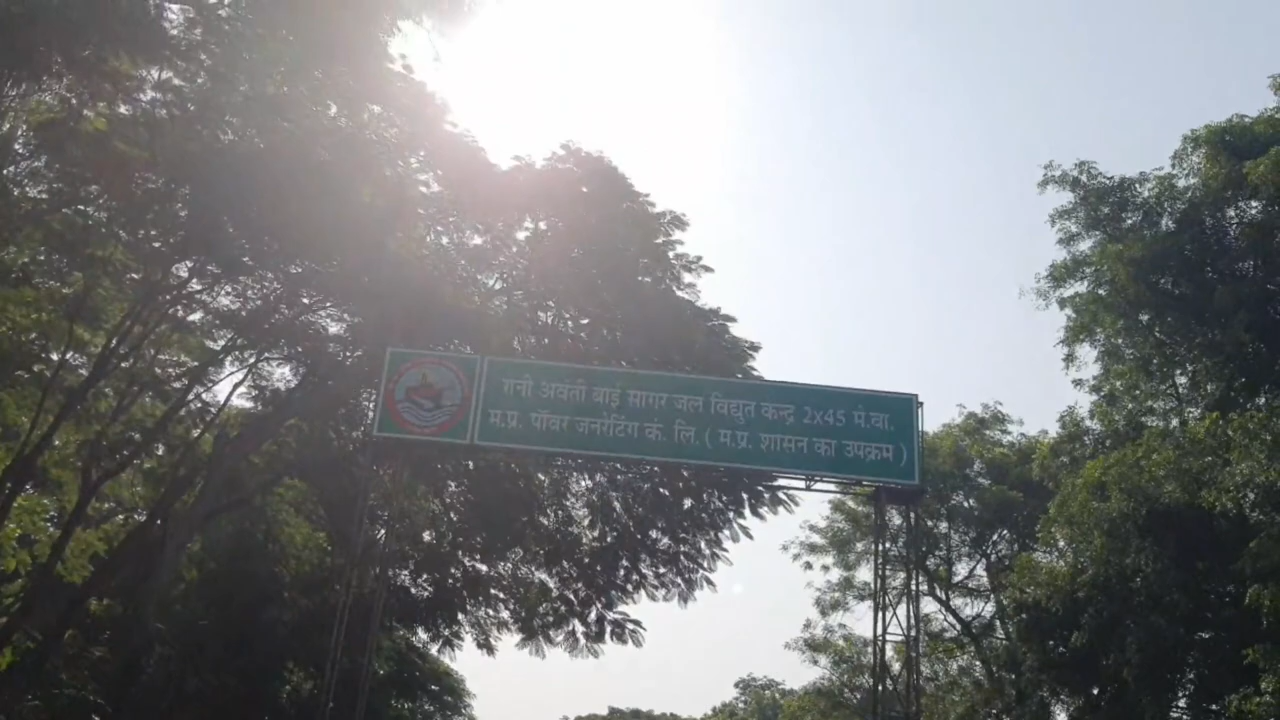 रानी अवंती बाई सागर जल विद्युत केन्द्र 2x45 मे.वा.
म.प्र. पॉवर जनरेटिंग कं. लि. ( म.प्र. शासन का उपक्रम )